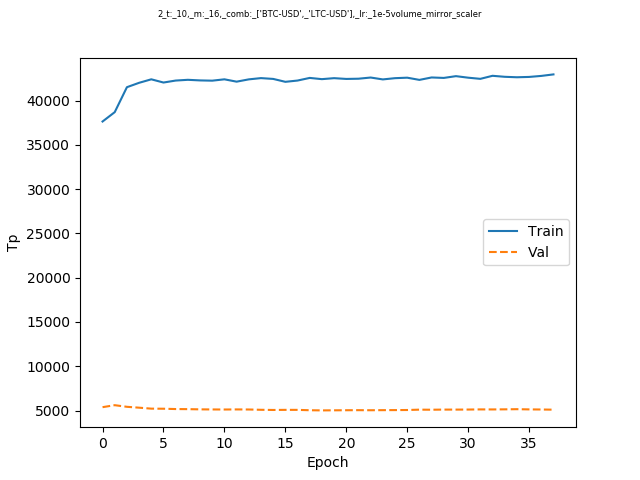 2_t:_10,_m:_16,_comb:_['BTC-USD',_'LTC-USD'],_lr:_1e-5volume_mirror_scaler
40000
35000
30000
25000
20000
15000
10000
5000
Tp
Train
Val
0 5 10 15 20 25 30 35
Epoch